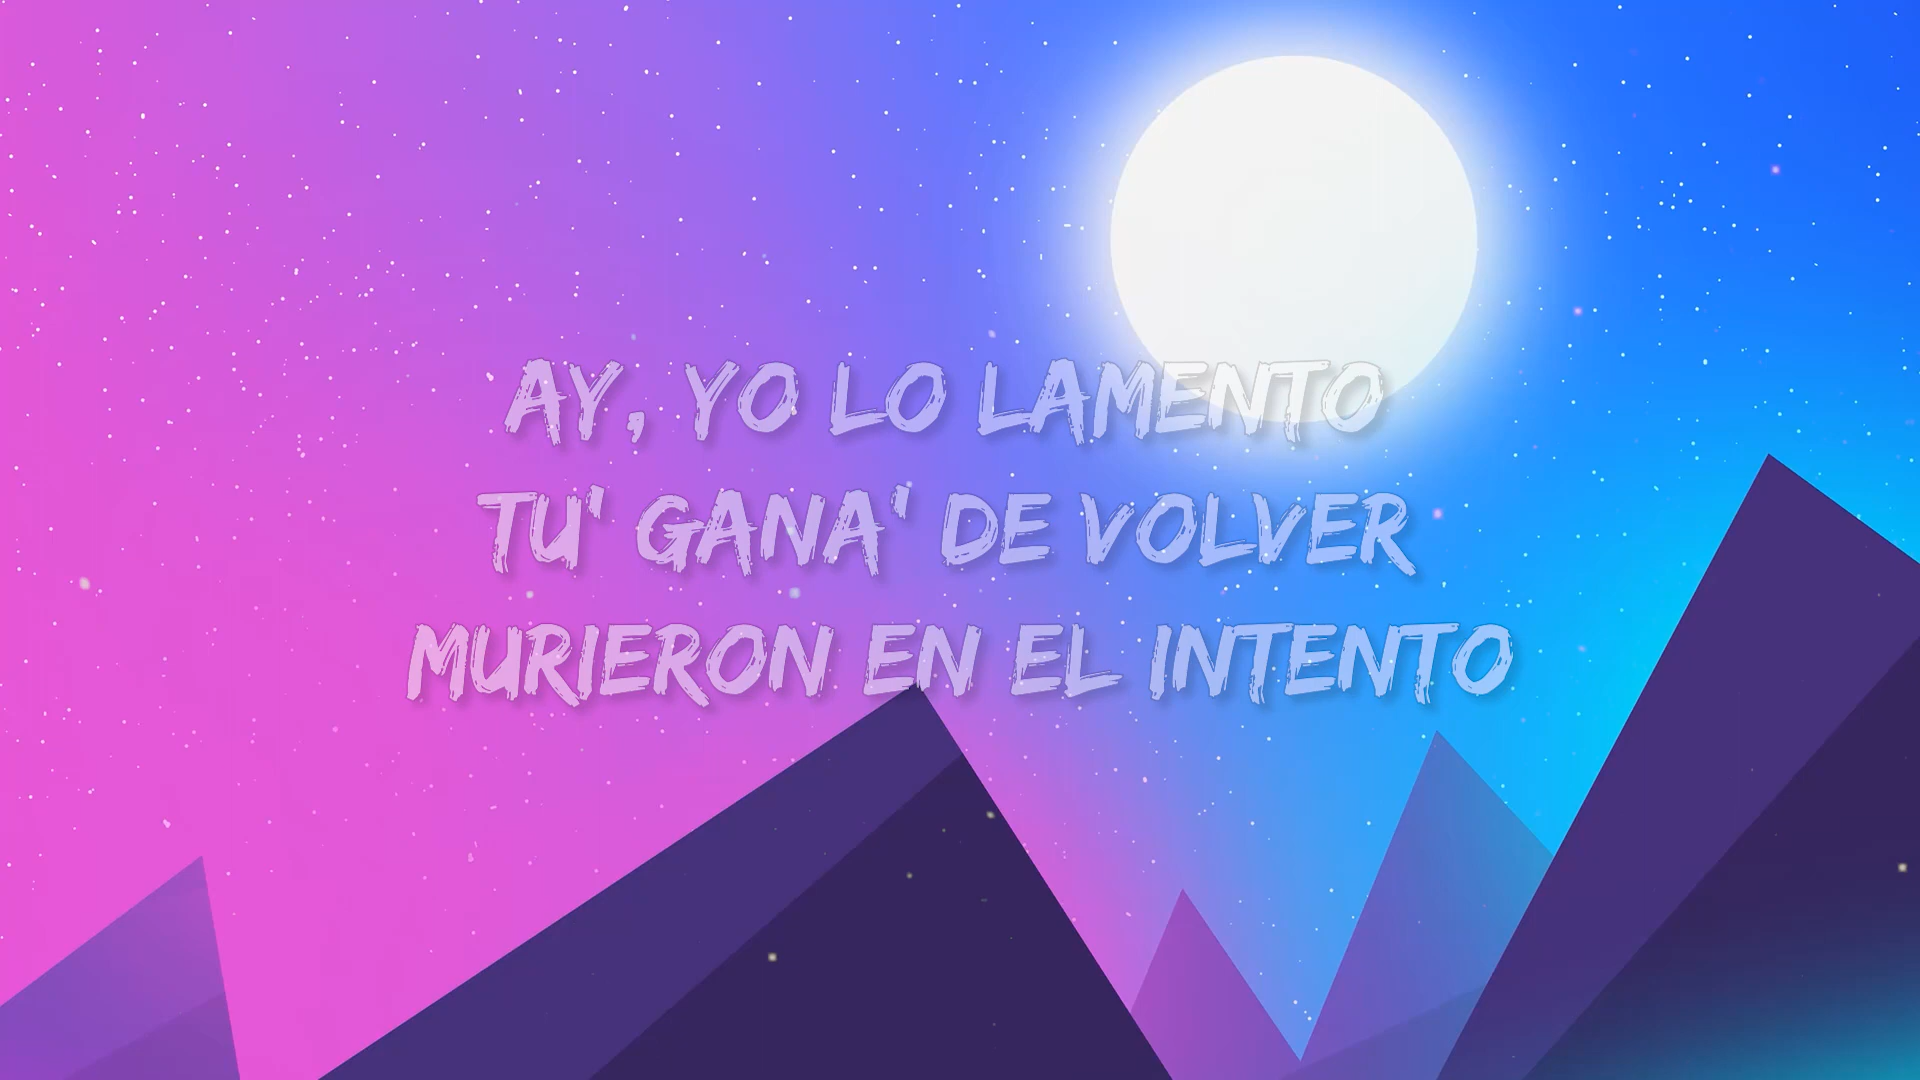 AY, YO LO LAMENTO
TU' GANA' DE VOLVER
MURIERON EN EL INTENTO